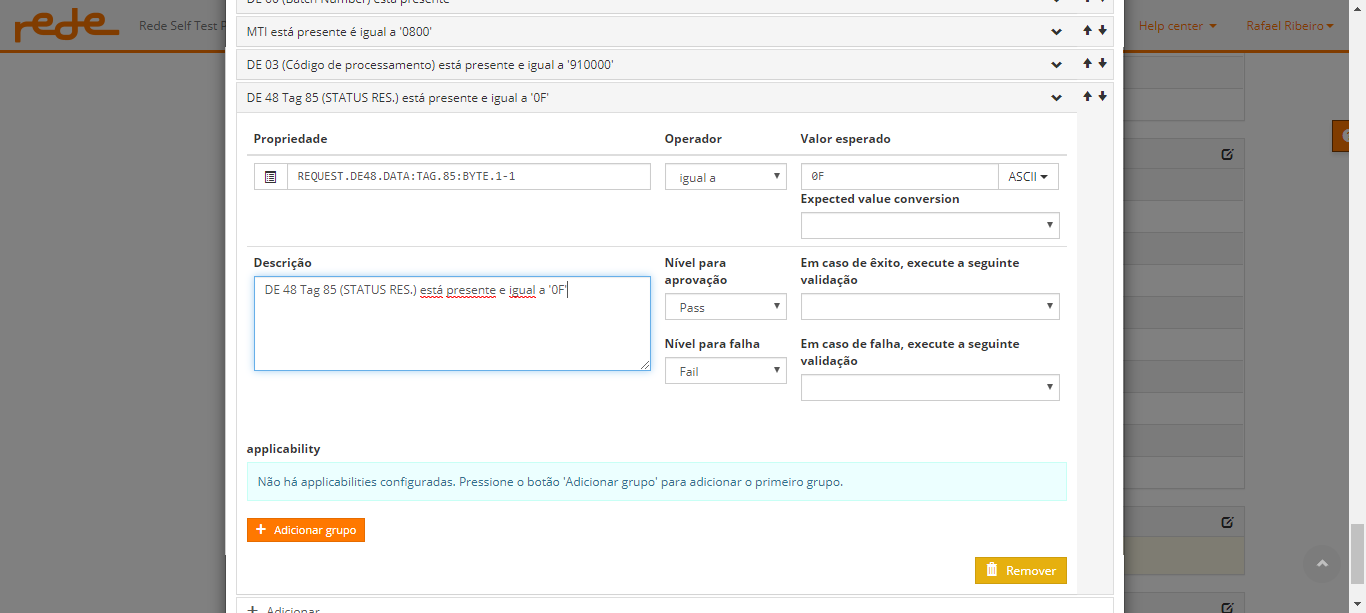 DE 60 (Batch Number) está presente
rede
Rede Self Test
Help center
Rafael Ribeiro
MTI está presente é igual a '0800'
DE 03 (Código de processamento) está presente e igual a '910000'
DE 48 Tag 85 (STATUS RES.) está presente e igual a '0F'
Propriedade Operador Valor esperado
REQUEST.DE48.DATA:TAG.85:BYTE.1-1 igual a 0F ASCII
Expected value conversion
Descrição Nível para aprovação Em caso de êxito, execute a seguinte validação
DE 48 Tag 85 (STATUS RES.) está presente e igual a '0F'
Pass
Nível para falha Em caso de falha, execute a seguinte validação
Fail
applicability
Não há applicabilities configuradas. Pressione o botão 'Adicionar grupo' para adicionar o primeiro grupo.
+ Adicionar grupo
Remover
+ Adicionar